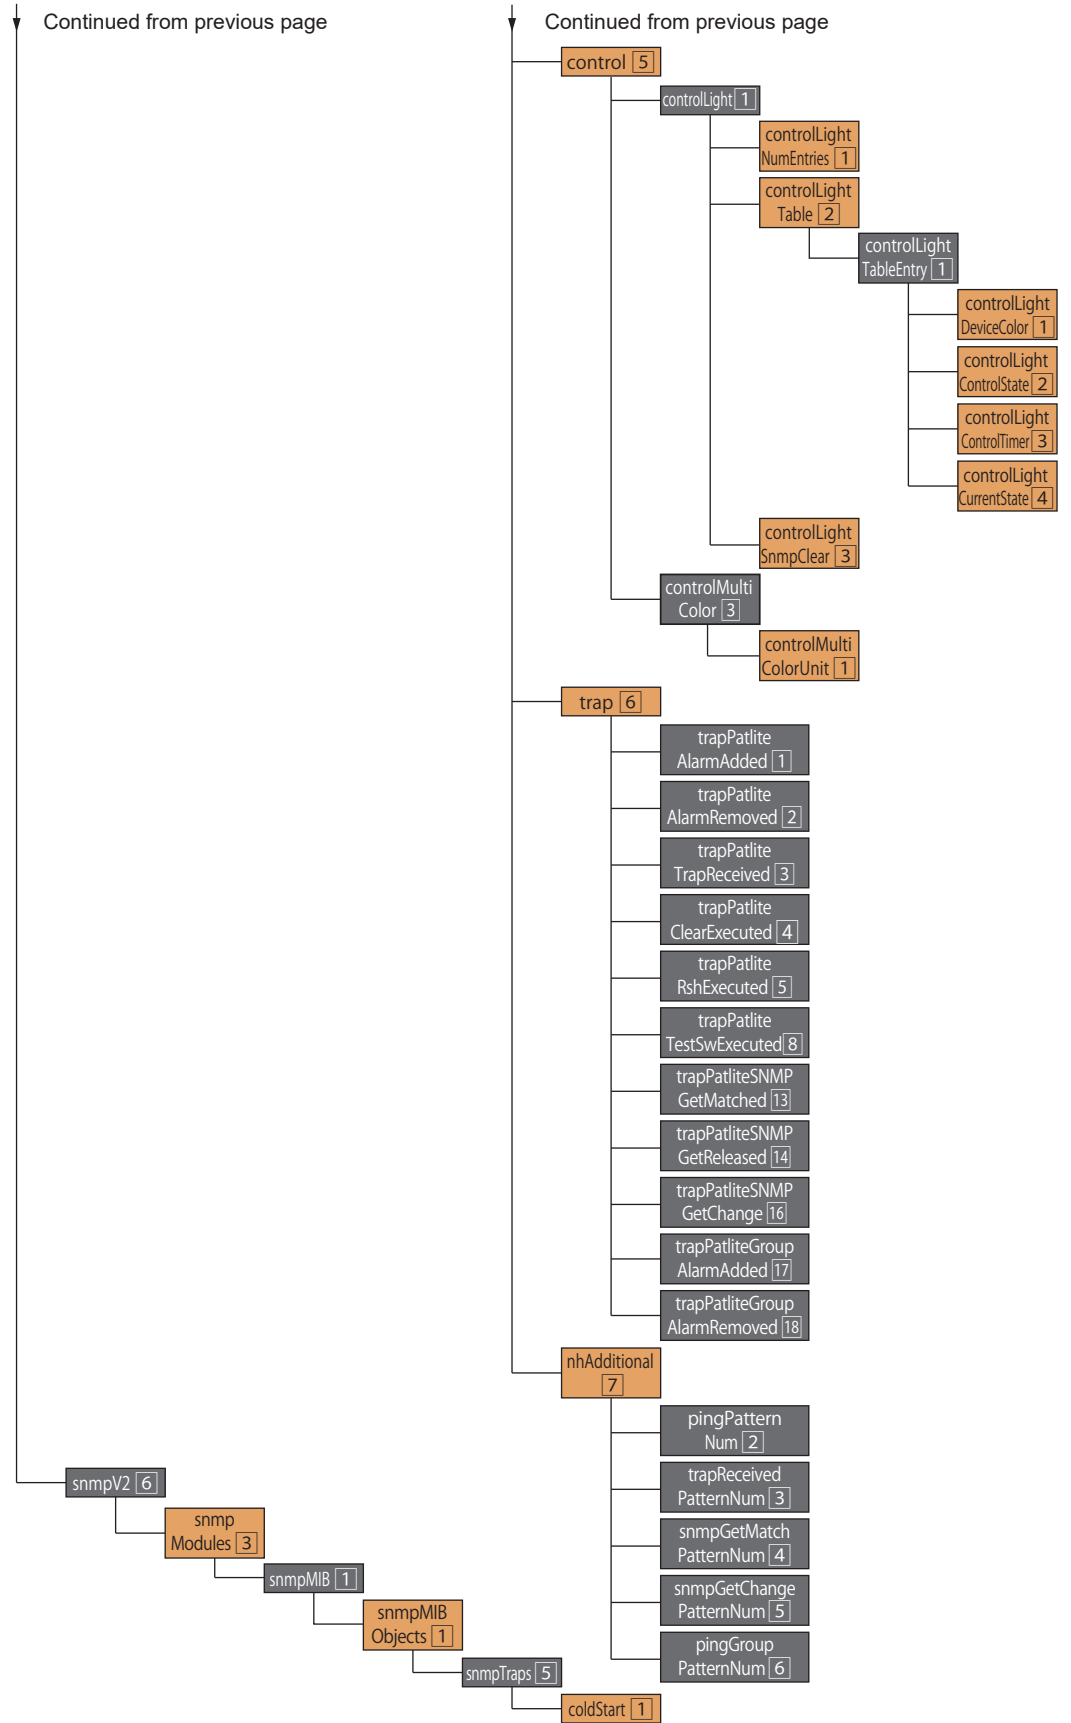 Continued from previous page
Continued from previous page
control 5
controlLight 1
controlLight
NumEntries 1
controlLight
Table 2
controlLight
TableEntry 1
controlLight
DeviceColor 1
controlLight
ControlState 2
controlLight
ControlTimer 3
controlLight
CurrentState 4
controlLight
SnmpClear 3
controlMulti
Color 3
controlMulti
ColorUnit 1
trap 6
trapPatlite
AlarmAdded 1
trapPatlite
AlarmRemoved 2
trapPatlite
TrapReceived 3
trapPatlite
ClearExecuted 4
trapPatlite
RshExecuted 5
trapPatlite
TestSwExecuted 8
trapPatliteSNMP
GetMatched 13
trapPatliteSNMP
GetReleased 14
trapPatliteSNMP
GetChange 16
trapPatliteGroup
AlarmAdded 17
trapPatliteGroup
AlarmRemoved 18
nhAdditional
7
pingPattern
Num 2
trapReceived
PatternNum 3
snmpGetMatch
PatternNum 4
snmpGetChange
PatternNum 5
pingGroup
PatternNum 6
snmpV2 6
snmp
Modules 3
snmpMIB 1
snmpMIB
Objects 1
snmpTraps 5
coldStart 1